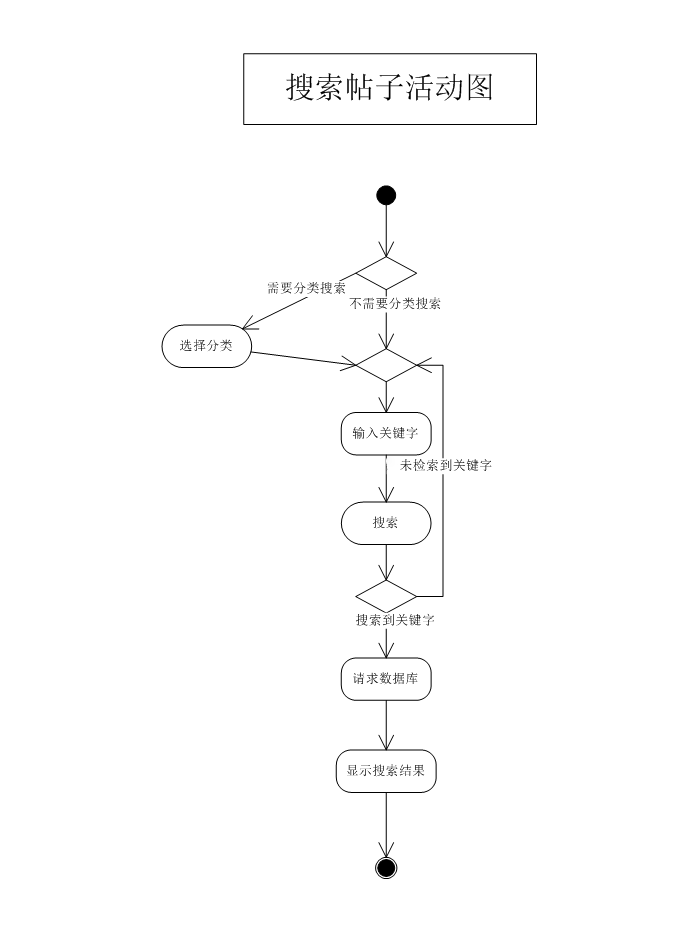 搜索帖子活动图
需要分类搜索
不需要分类搜索
选择分类
输入关键字
未检索到关键字
搜索
搜索到关键字
请求数据库
显示搜索结果